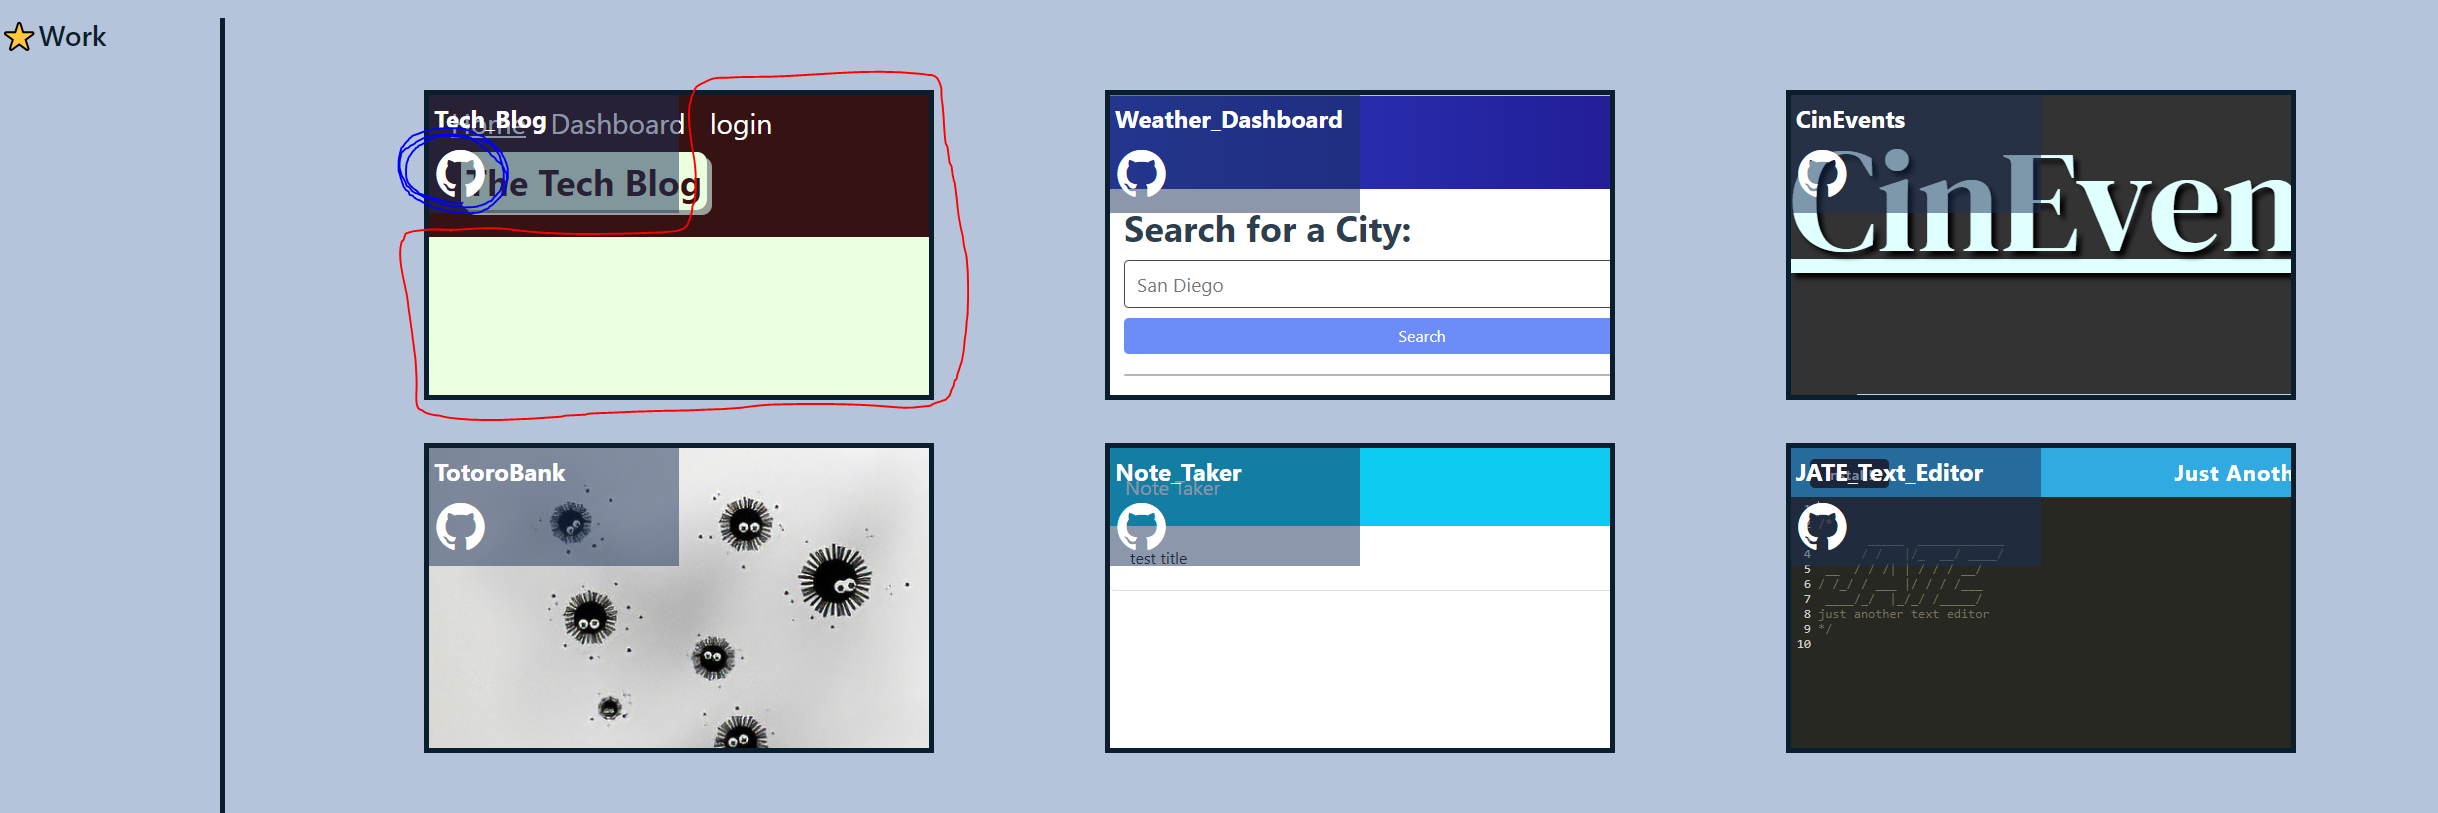 Work
Tech_Blog
Home Dashboard login
The Tech Blog
Weather_Dashboard
Search for a City:
San Diego
Search
CinEvents
CinEven
TotoroBank
Note_Taker
Note Taker
test title
JATE_Text_Editor
Just Anoth
/*
4
5
6
7
8 just another text editor
9 */
10